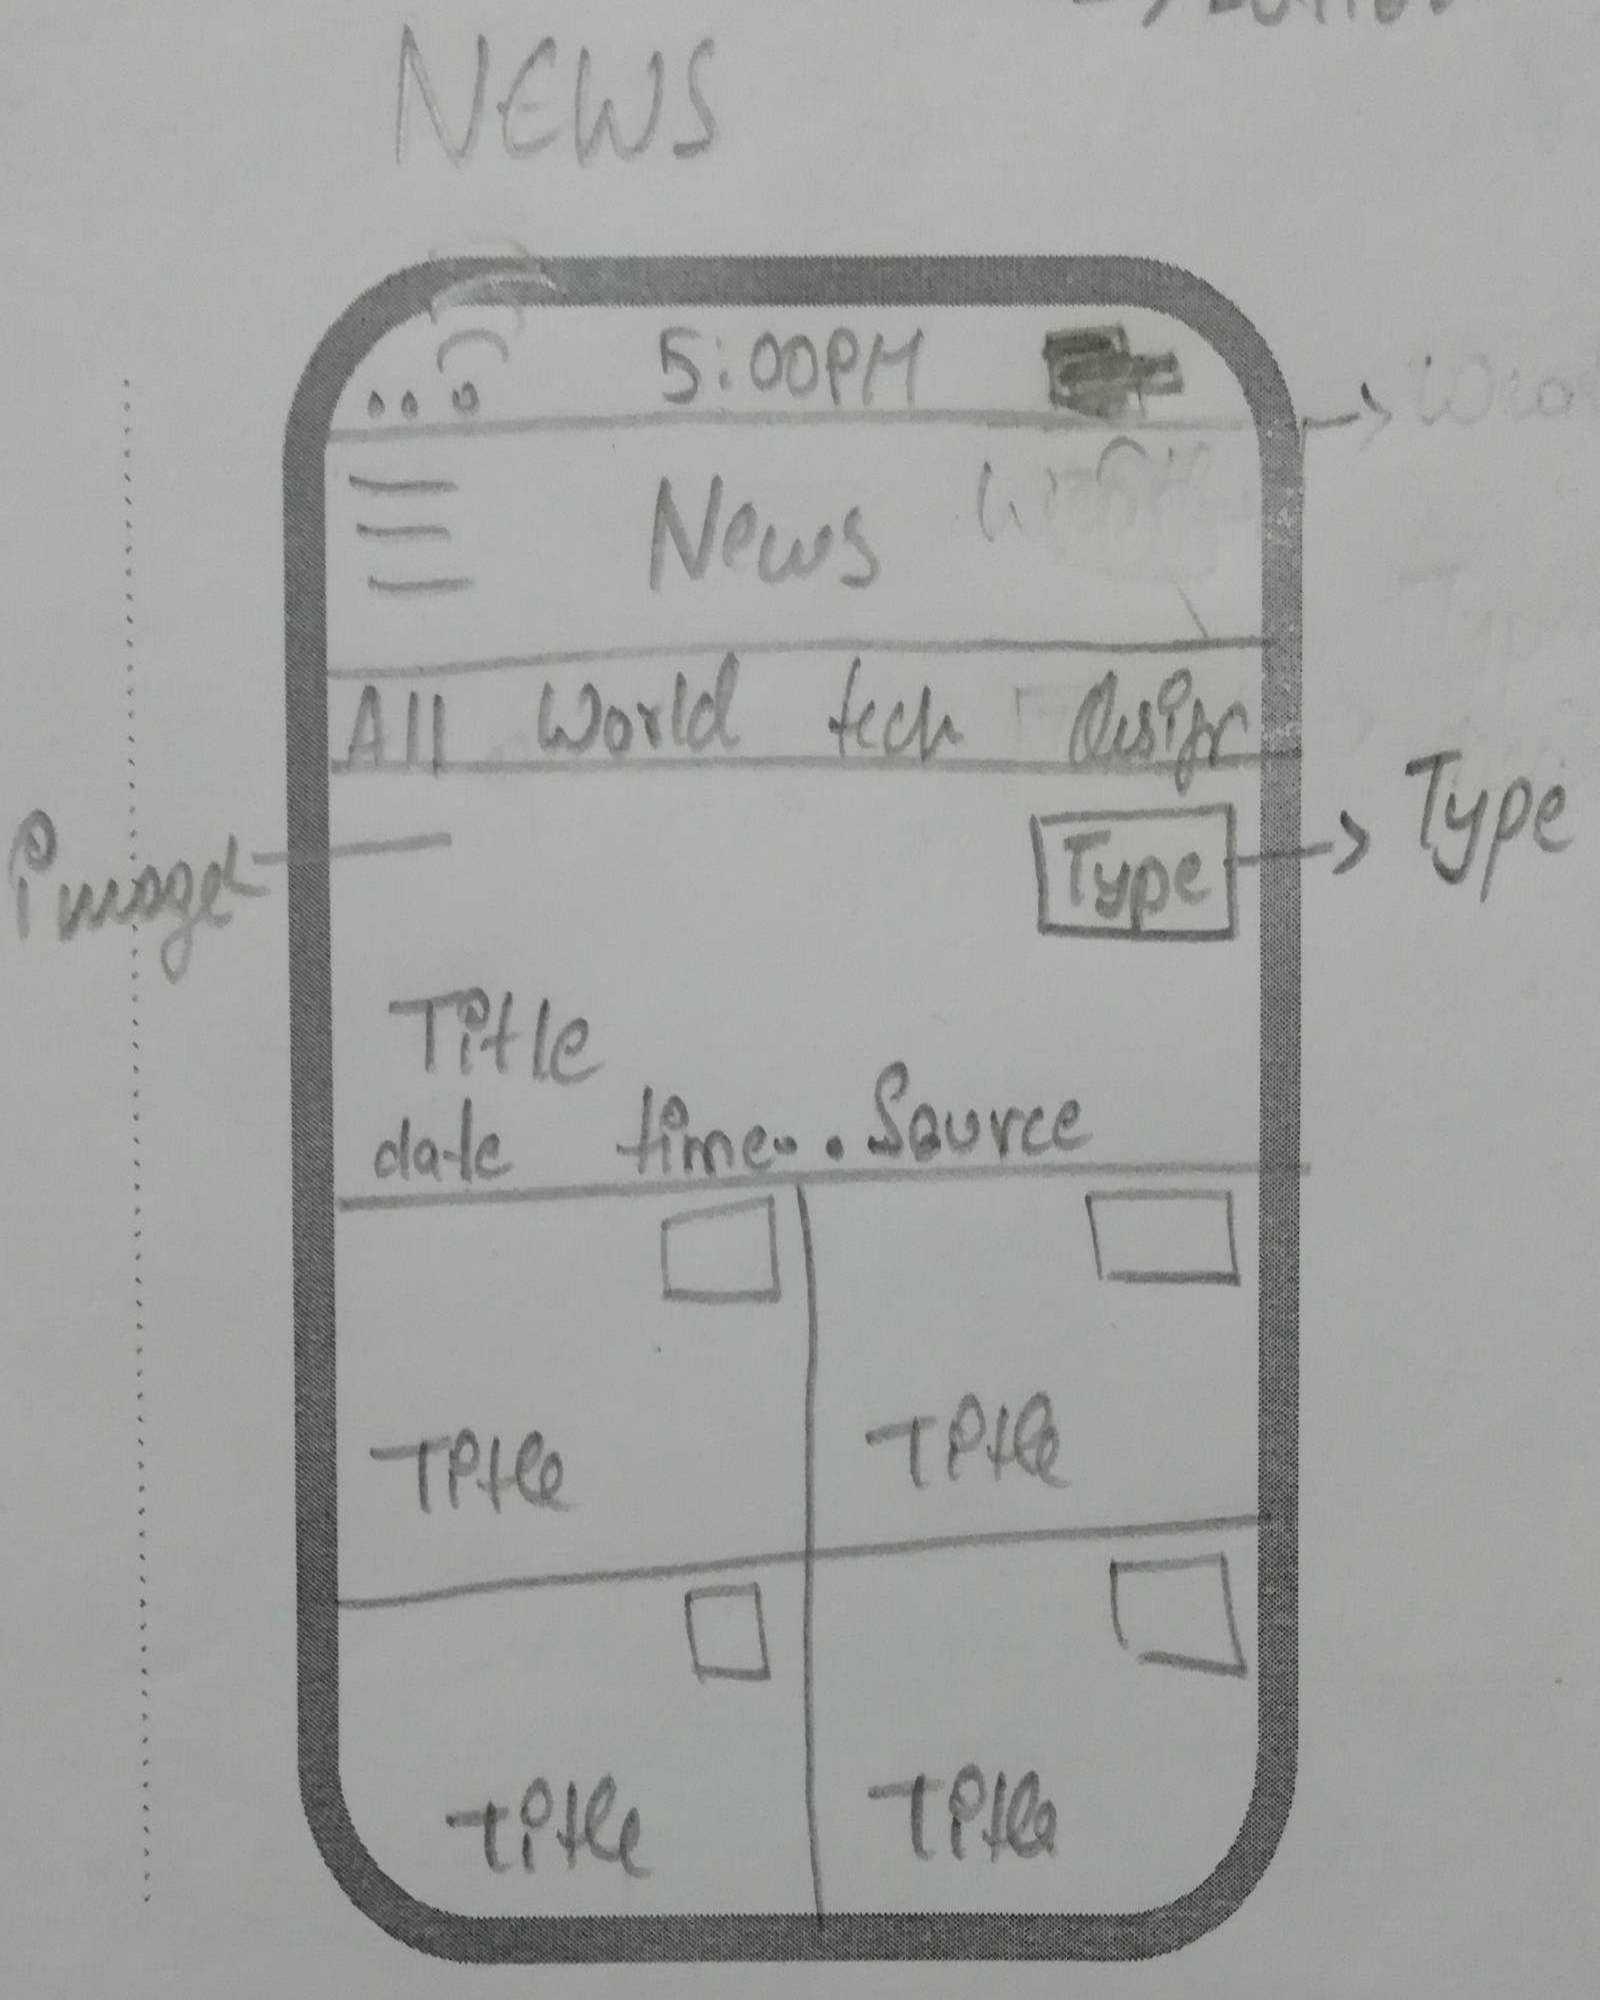 NEWS
5:00PM
News
All World tech design
Type
Type
image
Title
date time.. Source
Title
Title
Title
Title